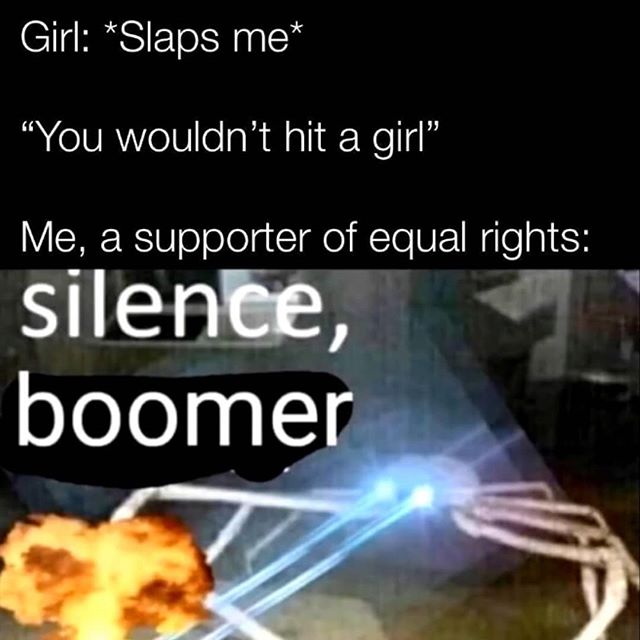 Girl: *Slaps me*
“You wouldn’t hit a girl”
Me, a supporter of equal rights:
silence,
boomer